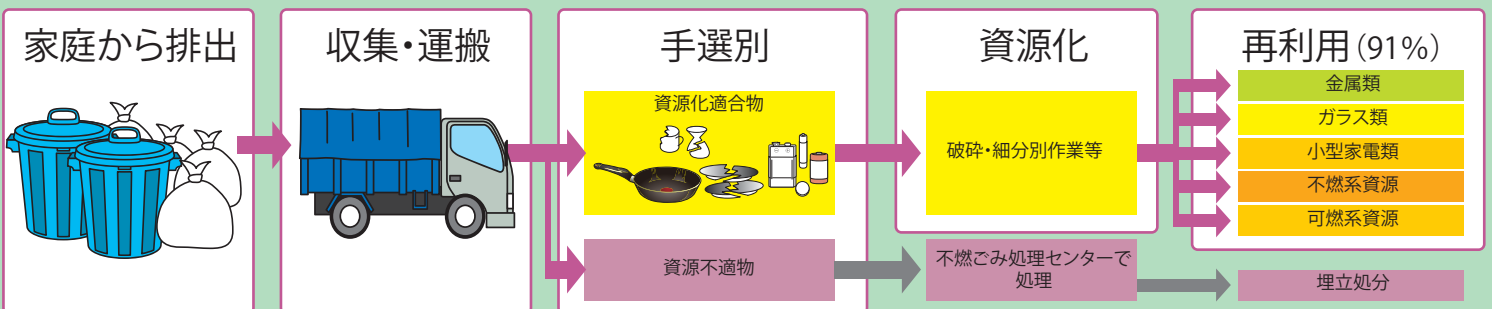 家庭から排出
収集・運搬
手選別
資源化
再利用(91%)
資源化適合物
破砕・細分別作業等
金属類
ガラス類
小型家電類
不燃系資源
可燃系資源
資源不適物
不燃ごみ処理センターで
処理
埋立処分